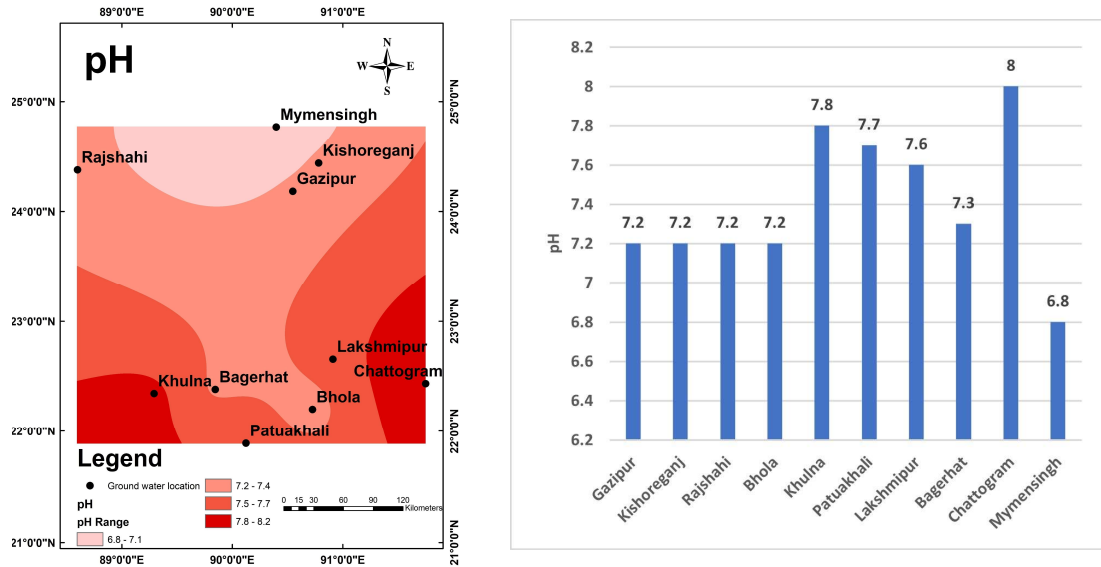 89°0'0"E 90°0'0"E 91°0'0"E
pH
N
W E
S
25°0'0"N 25°0'0"N
Mymensingh
Kishoreganj
Rajshahi
Gazipur
24°0'0"N 24°0'0"N
23°0'0"N 23°0'0"N
Lakshmipur
Chattogram
Khulna Bagerhat
Bhola
22°0'0"N 22°0'0"N
Patuakhali
Legend
Ground water location
pH
pH Range
6.8 - 7.1
7.2 - 7.4
7.5 - 7.7
7.8 - 8.2
0 15 30 60 90 120
Kilometers
21°0'0"N 21°0'0"N
89°0'0"E 90°0'0"E 91°0'0"E
8.2
8
7.8
7.6
7.4
7.2
7
6.8
6.6
6.4
6.2
pH
7.2 7.2 7.2 7.2 7.8 7.7 7.6 7.3 8 6.8
Gazipur
Kishoreganj
Rajshahi
Bhola
Khulna
Patuakhali
Lakshmipur
Bagerhat
Chattogram
Mymensingh